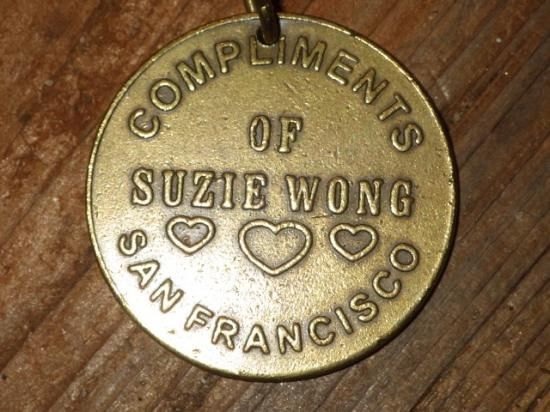 COMPLIMENTS
OF
SUZIE WONG
SAN FRANCISCO